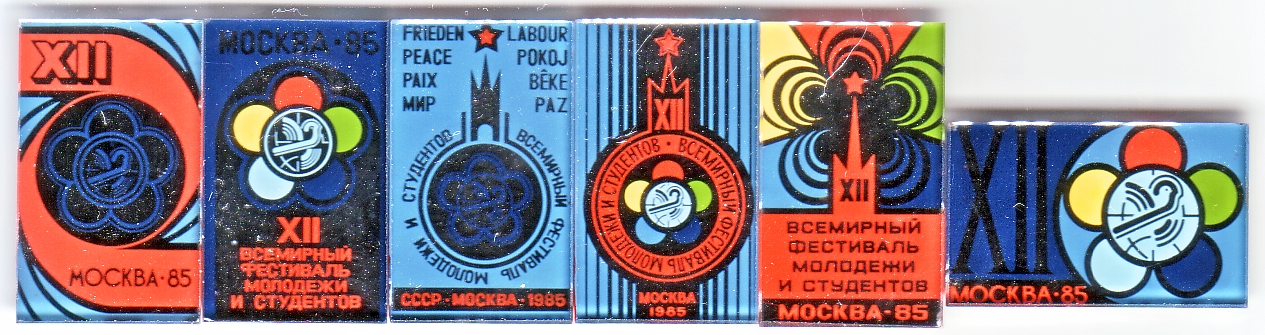 XII
МОСКВА·85
МОСКВА·85
XII
ВСЕМИРНЫЙ
ФЕСТИВАЛЬ
МОЛОДЕЖИ
И СТУДЕНТОВ
FRIEDEN LABOUR
PEACE POKOJ
PAIX BÉKE
МИР PAZ
ВСЕМИРНЫЙ ФЕСТИВАЛЬ МОЛОДЕЖИ И СТУДЕНТОВ
СССР·МОСКВА·1985
XII
ВСЕМИРНЫЙ ФЕСТИВАЛЬ МОЛОДЕЖИ И СТУДЕНТОВ
МОСКВА
1985
XII
ВСЕМИРНЫЙ
ФЕСТИВАЛЬ
МОЛОДЕЖИ
И СТУДЕНТОВ
МОСКВА·85
XII
МОСКВА·85